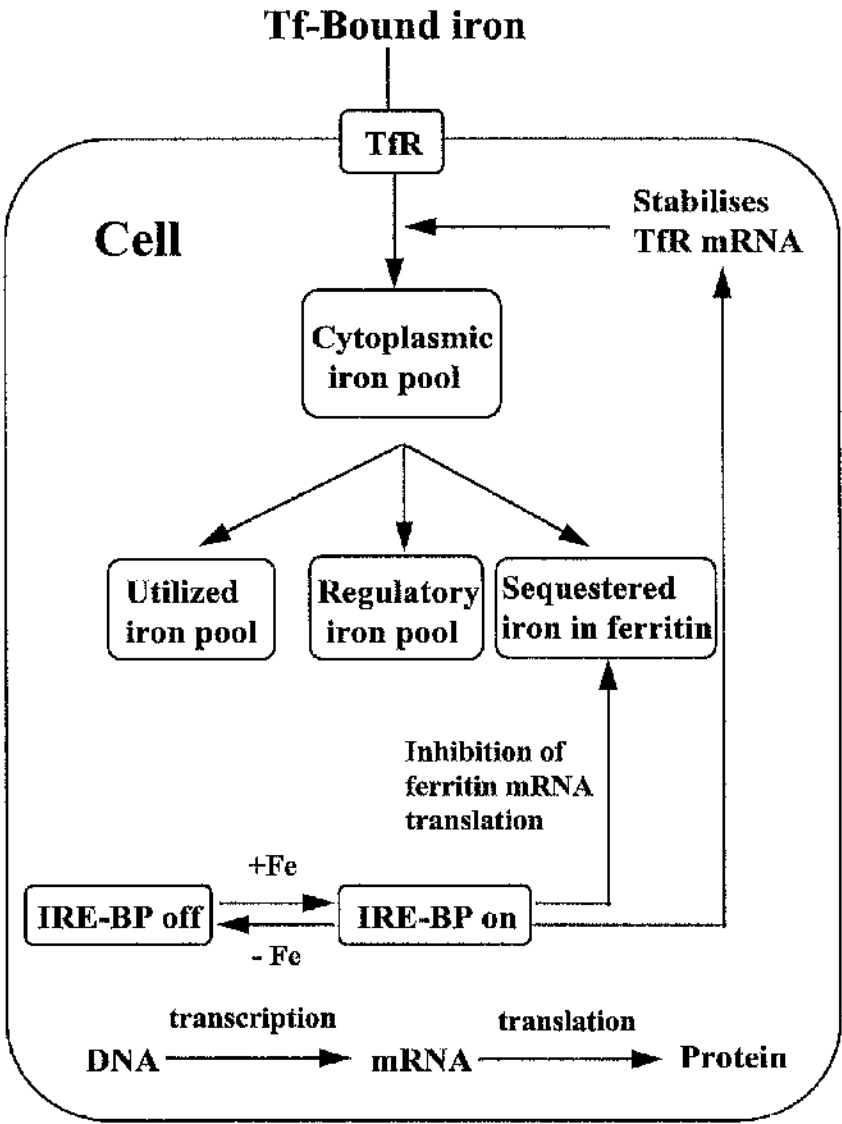 Tf-Bound iron
TfR
Cell
Stabilises
TfR mRNA
Cytoplasmic
iron pool
Utilized
iron pool
Regulatory
iron pool
Sequestered
iron in ferritin
Inhibition of
ferritin mRNA
translation
+Fe
IRE-BP off
IRE-BP on
- Fe
transcription
translation
DNA
mRNA
Protein